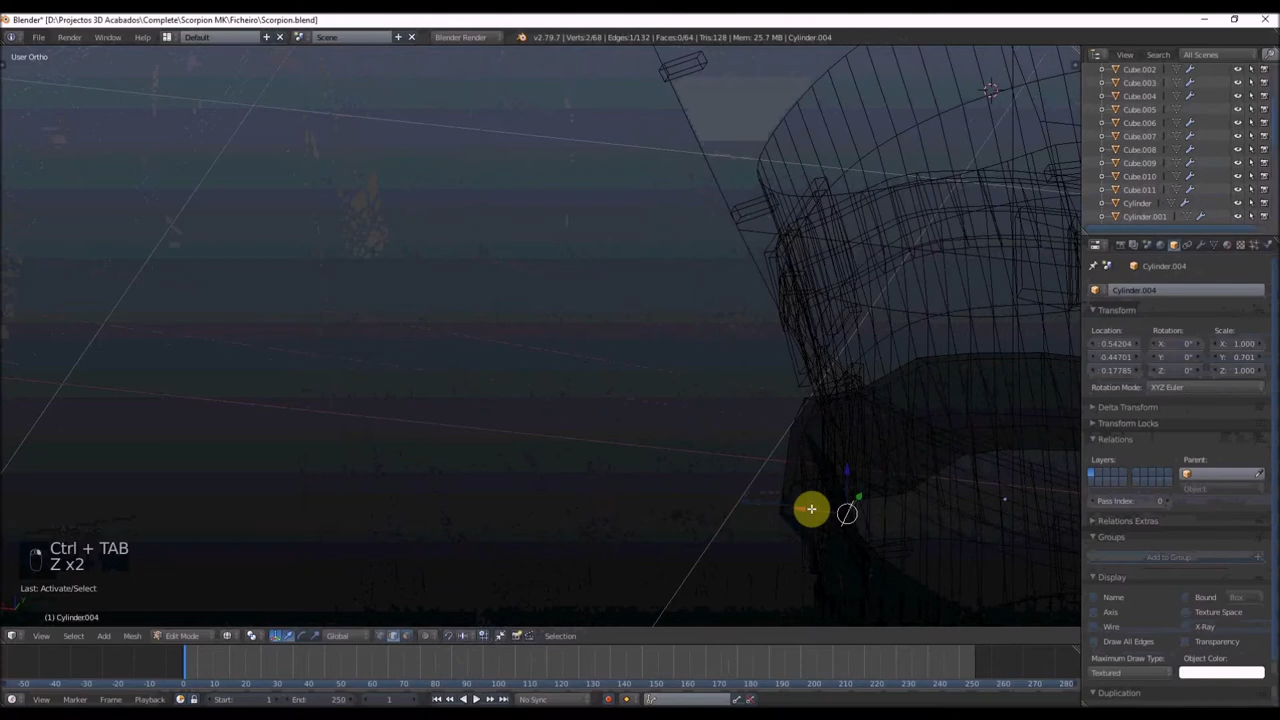 Blender* [D:\Projectos 3D Acabados\Complete\Scorpion MK\Ficheiro\Scorpion.blend]
File Render Window Help Default Scene Blender Render v2.79.7 | Verts:2/68 | Edges:1/132 | Faces:0/64 | Tris:128 | Mem: 25.7 MB | Cylinder.004
User Ortho
View Search All Scenes
Cube.002
Cube.003
Cube.004
Cube.005
Cube.006
Cube.007
Cube.008
Cube.009
Cube.010
Cube.011
Cylinder
Cylinder.001
Cylinder.004
Cylinder.004
Transform
Location: Rotation: Scale:
0.54204 X: 0° X: 1.000
-0.44701 Y: 0° Y: 0.701
0.17785 Z: 0° Z: 1.000
Rotation Mode: XYZ Euler
Delta Transform
Transform Locks
Relations
Layers: Parent:
Object
Pass Index: 0
Relations Extras
Groups
Add to Group
Display
Name Bound Box
Axis Texture Space
Wire X-Ray
Draw All Edges Transparency
Maximum Draw Type: Object Color:
Textured
Duplication
Ctrl + TAB
Z x2
Last: Activate/Select
(1) Cylinder.004
View Select Add Mesh Edit Mode Global Selection
-50 -40 -30 -20 -10 0 10 20 30 40 50 60 70 80 90 100 110 120 130 140 150 160 170 180 190 200 210 220 230 240 250 260 270 280
View Marker Frame Playback Start: 1 End: 250 1 No Sync